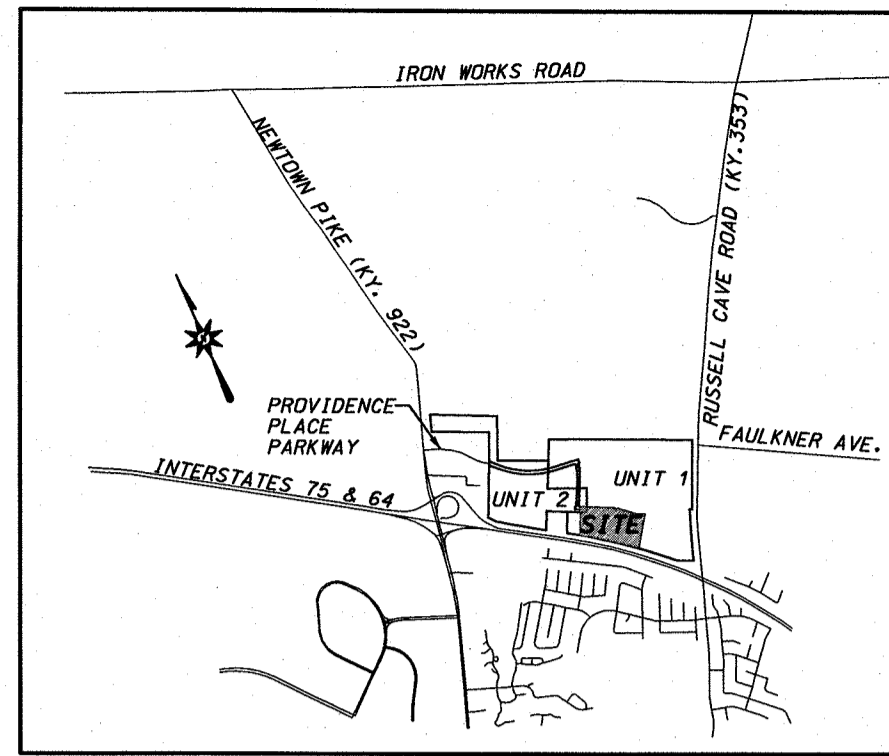 IRON WORKS ROAD
NEWTOWN PIKE (KY. 922)
RUSSELL CAVE ROAD (KY.353)
PROVIDENCE
PLACE
PARKWAY
FAULKNER AVE.
INTERSTATES 75 & 64
UNIT 2
UNIT 1
SITE